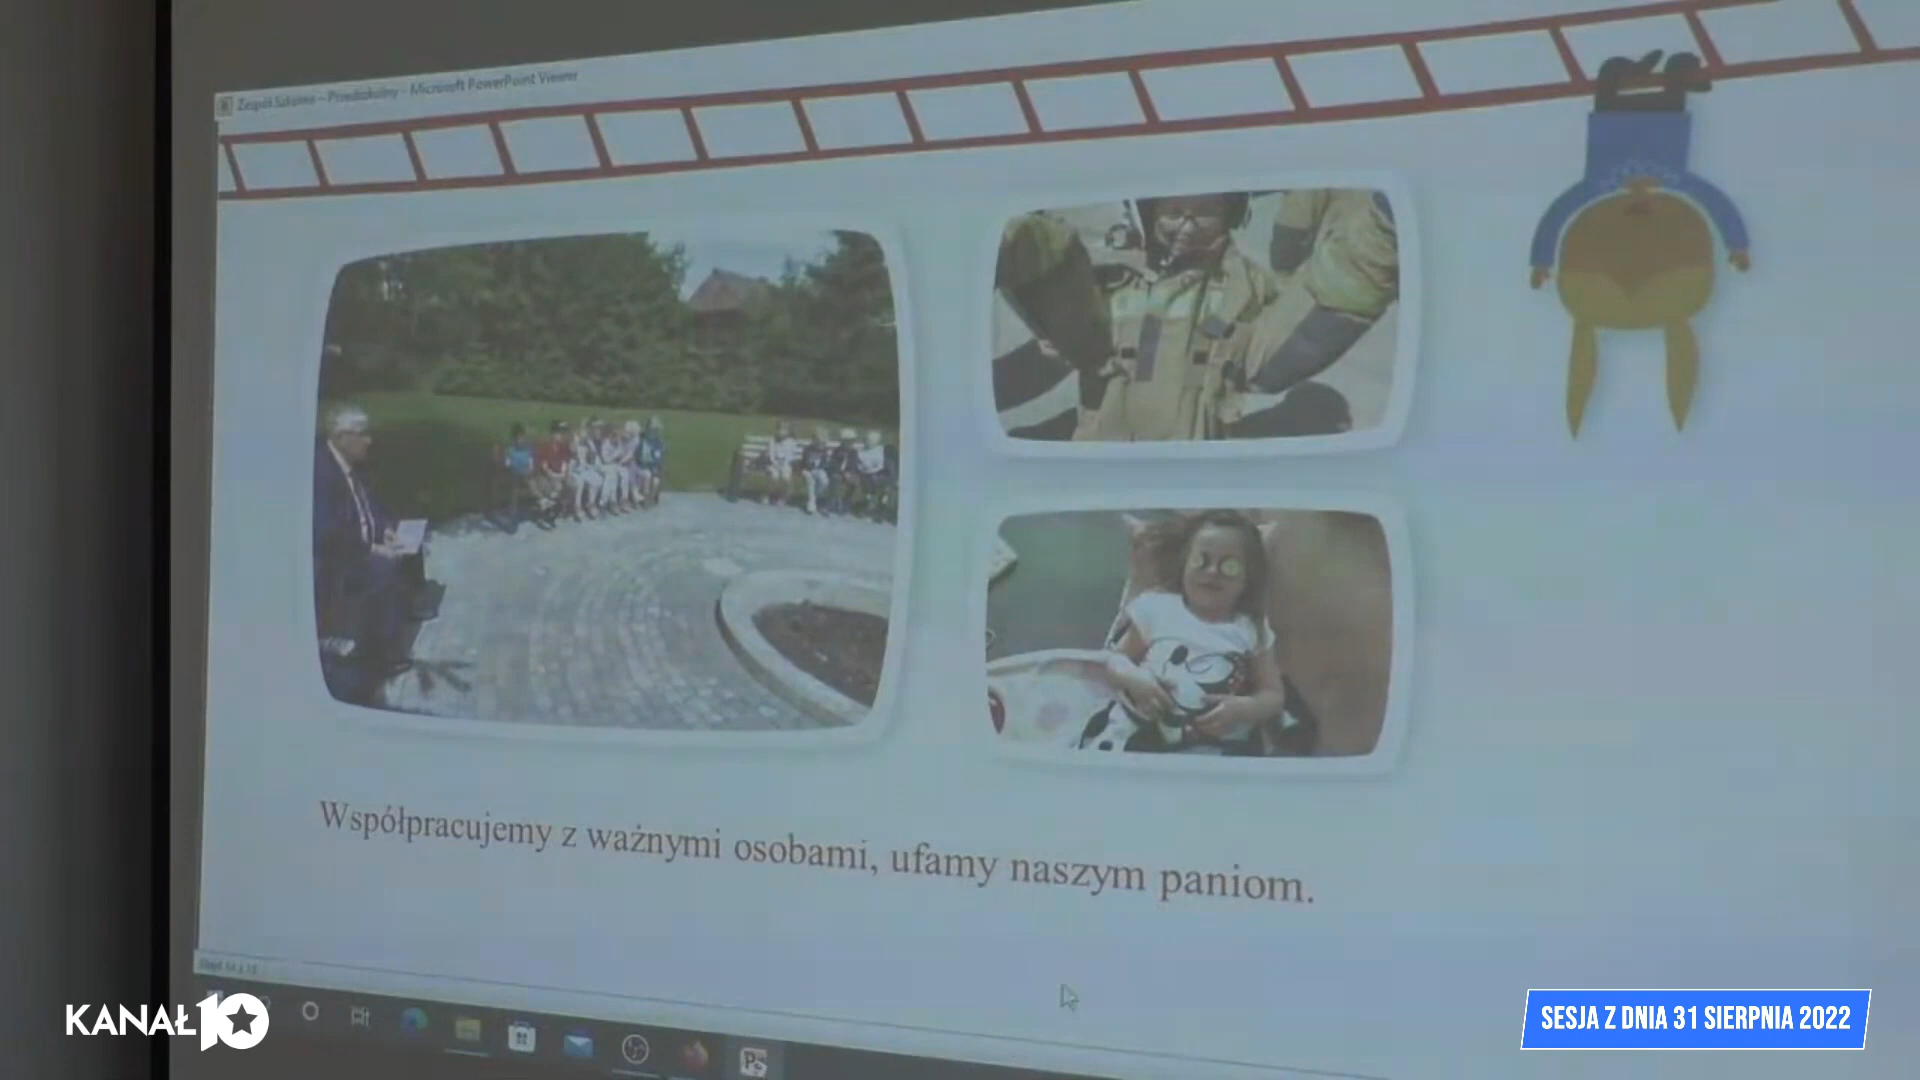 Zespół Szkolno - Przedszkolny - Microsoft PowerPoint Viewer
Współpracujemy z ważnymi osobami, ufamy naszym paniom.
KANAŁ 10
SESJA Z DNIA 31 SIERPNIA 2022